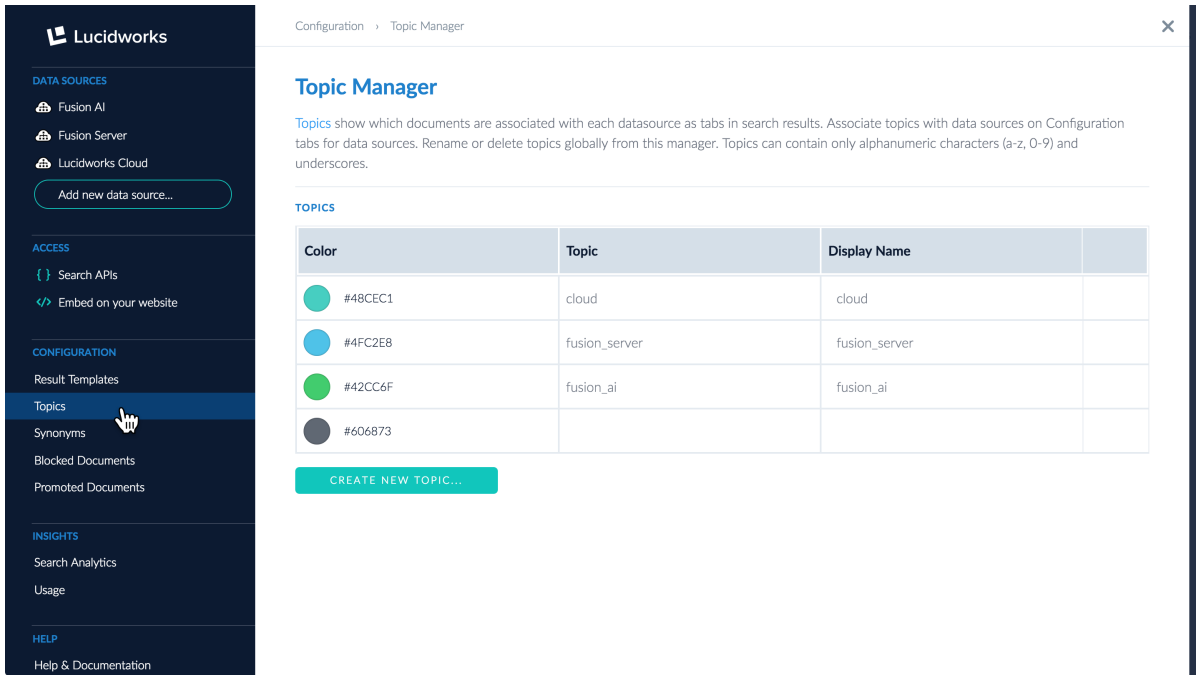 Lucidworks
DATA SOURCES
Fusion AI
Fusion Server
Lucidworks Cloud
Add new data source...
ACCESS
{ } Search APIs
</> Embed on your website
CONFIGURATION
Result Templates
Topics
Synonyms
Blocked Documents
Promoted Documents
INSIGHTS
Search Analytics
Usage
HELP
Help & Documentation
Configuration › Topic Manager
Topic Manager
Topics show which documents are associated with each datasource as tabs in search results. Associate topics with data sources on Configuration
tabs for data sources. Rename or delete topics globally from this manager. Topics can contain only alphanumeric characters (a-z, 0-9) and
underscores.
TOPICS
Color Topic Display Name
#48CEC1 cloud cloud
#4FC2E8 fusion_server fusion_server
#42CC6F fusion_ai fusion_ai
#606873
CREATE NEW TOPIC...